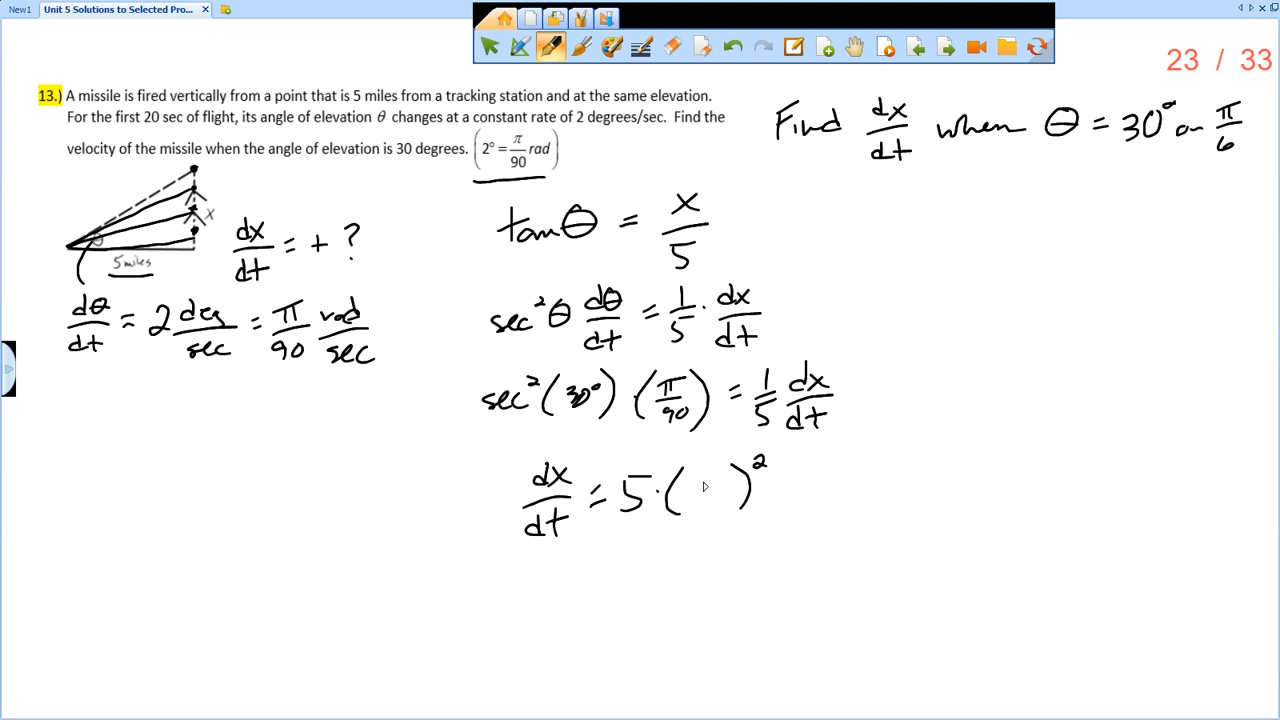 New1 Unit 5 Solutions to Selected Pro...
23 / 33
13.) A missile is fired vertically from a point that is 5 miles from a tracking station and at the same elevation.
For the first 20 sec of flight, its angle of elevation θ changes at a constant rate of 2 degrees/sec. Find the
velocity of the missile when the angle of elevation is 30 degrees. (2° = π/90 rad)
Find dx/dt when θ = 30° or π/6
x
θ
5 miles
dx/dt = + ?
dθ/dt = 2 deg/sec = π/90 rad/sec
tan θ = x/5
sec² θ dθ/dt = 1/5 · dx/dt
sec² (30°) · (π/90) = 1/5 dx/dt
dx/dt = 5 · ( )²